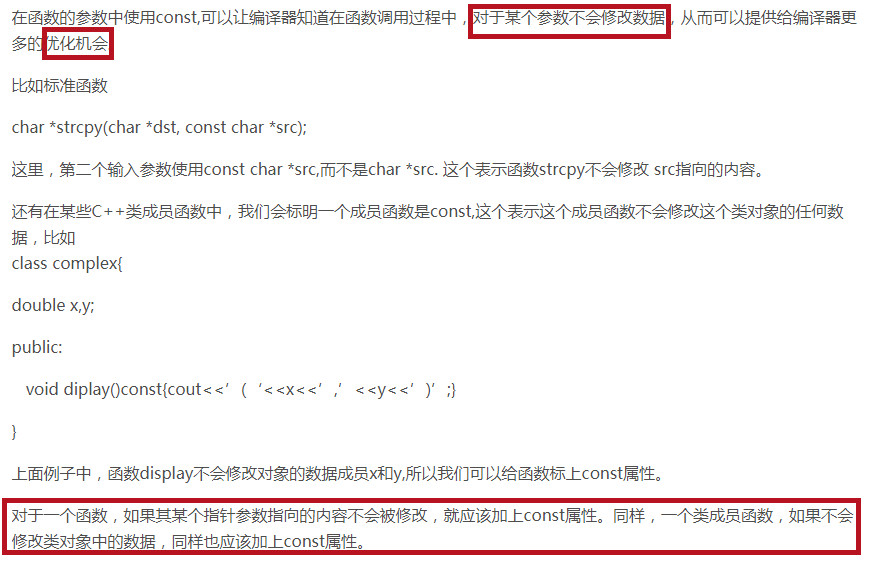 在函数的参数中使用const,可以让编译器知道在函数调用过程中，对于某个参数不会修改数据，从而可以提供给编译器更
多的优化机会
比如标准函数
char *strcpy(char *dst, const char *src);
这里，第二个输入参数使用const char *src,而不是char *src. 这个表示函数strcpy不会修改 src指向的内容。
还有在某些C++类成员函数中，我们会标明一个成员函数是const,这个表示这个成员函数不会修改这个类对象的任何数
据，比如
class complex{
double x,y;
public:
void diplay()const{cout<<’(‘<<x<<’,’<<y<<’)’;}
}
上面例子中，函数display不会修改对象的数据成员x和y,所以我们可以给函数标上const属性。
对于一个函数，如果其某个指针参数指向的内容不会被修改，就应该加上const属性。同样，一个类成员函数，如果不会
修改类对象中的数据，同样也应该加上const属性。